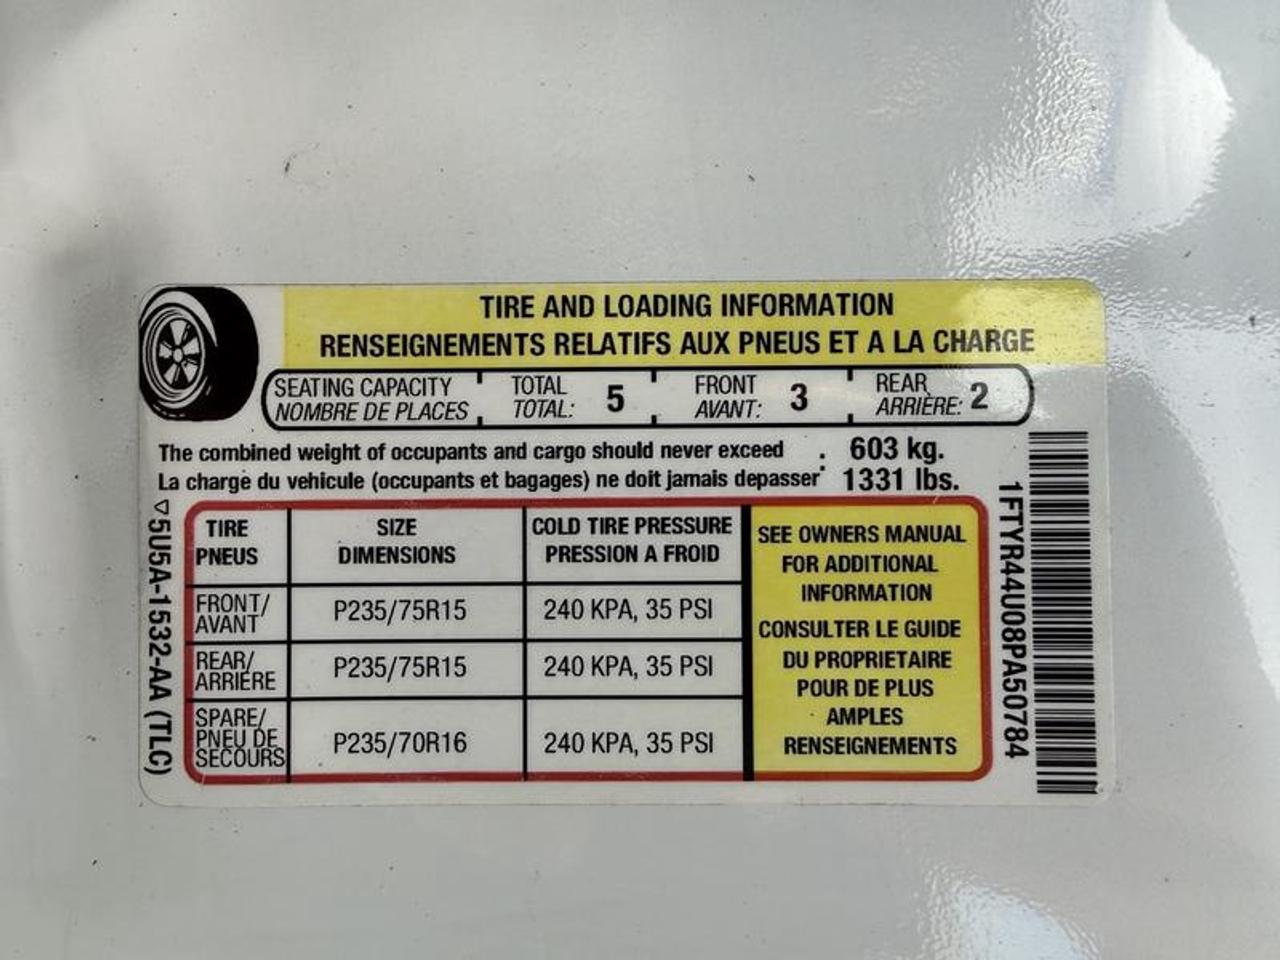 TIRE AND LOADING INFORMATION
RENSEIGNEMENTS RELATIFS AUX PNEUS ET A LA CHARGE
SEATING CAPACITY TOTAL FRONT REAR
NOMBRE DE PLACES TOTAL: 5 AVANT: 3 ARRIÈRE: 2
The combined weight of occupants and cargo should never exceed . 603 kg.
La charge du vehicule (occupants et bagages) ne doit jamais depasser 1331 lbs.
TIRE SIZE COLD TIRE PRESSURE
PNEUS DIMENSIONS PRESSION A FROID
FRONT/
AVANT P235/75R15 240 KPA, 35 PSI
REAR/
ARRIERE P235/75R15 240 KPA, 35 PSI
SPARE/
PNEU DE
SECOURS P235/70R16 240 KPA, 35 PSI
SEE OWNERS MANUAL
FOR ADDITIONAL
INFORMATION
CONSULTER LE GUIDE
DU PROPRIETAIRE
POUR DE PLUS
AMPLES
RENSEIGNEMENTS
5U5A-1532-AA (TLC)
1FTYR44U08PA50784